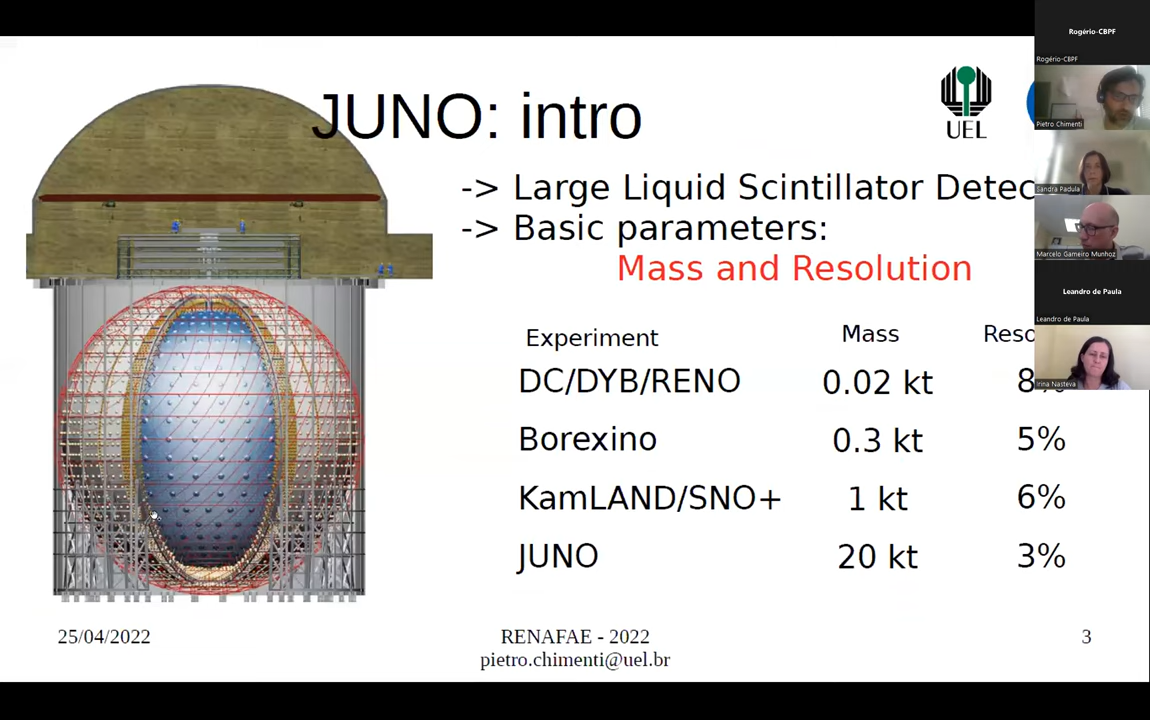 JUNO: intro
UEL
-> Large Liquid Scintillator Detec
-> Basic parameters:
Mass and Resolution
Experiment Mass Reso
DC/DYB/RENO 0.02 kt 8%
Borexino 0.3 kt 5%
KamLAND/SNO+ 1 kt 6%
JUNO 20 kt 3%
25/04/2022
RENAFAE - 2022
pietro.chimenti@uel.br
3
Rogério-CBPF
Rogério-CBPF
Pietro Chimenti
Sandra Padula
Marcelo Gameiro Munhoz
Leandro de Paula
Leandro de Paula
Irina Nasteva